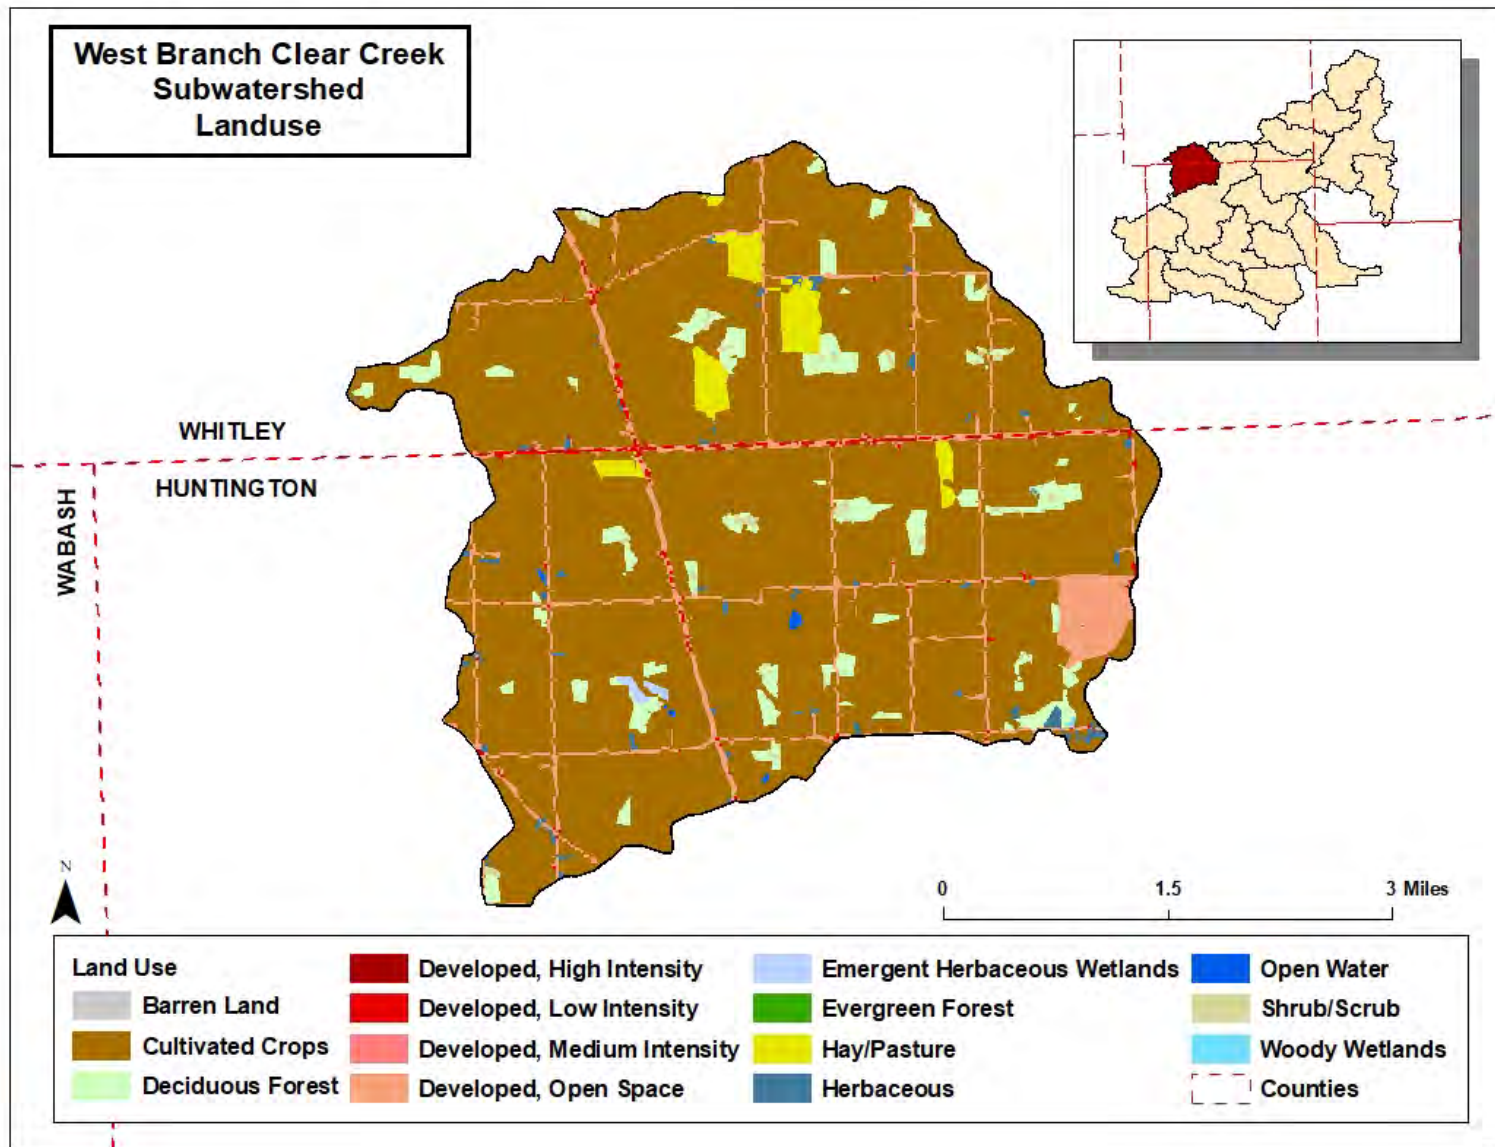 West Branch Clear Creek
Subwatershed
Landuse
WHITLEY
HUNTINGTON
WABASH
N
0 1.5 3 Miles
Land Use
Barren Land
Cultivated Crops
Deciduous Forest
Developed, High Intensity
Developed, Low Intensity
Developed, Medium Intensity
Developed, Open Space
Emergent Herbaceous Wetlands
Evergreen Forest
Hay/Pasture
Herbaceous
Open Water
Shrub/Scrub
Woody Wetlands
Counties